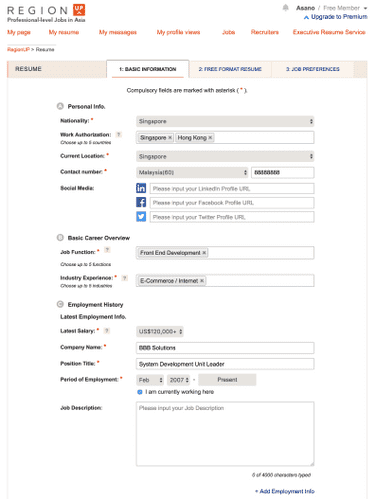 REGION UP
Professional-level Jobs in Asia
Asano / Free Member
Upgrade to Premium
My page My resume My messages My profile views Jobs Recruiters Executive Resume Service
RegionUP > Resume
RESUME 1: BASIC INFORMATION 2: FREE-FORMAT RESUME 3: JOB PREFERENCES
Compulsory fields are marked with asterisk ( * ).
A Personal Info.
Nationality: * Singapore
Work Authorization: ? Singapore × Hong Kong ×
Choose up to 5 countries
Current Location: * Singapore
Contact number: * Malaysia(60) 88888888
Social Media: in Please input your LinkedIn Profile URL
f Please input your Facebook Profile URL
Please input your Twitter Profile URL
B Basic Career Overview
Job Function: * ? Front End Development ×
Choose up to 5 functions
Industry Experience: * ? E-Commerce / Internet ×
Choose up to 5 industries
C Employment History
Latest Employment Info.
Latest Salary: * ? US$120,000+
Company Name: * BBB Solutions
Position Title: * System Development Unit Leader
Period of Employment: * Feb 2007 - Present
I am currently working here
Job Description: Please input your Job Description
0 of 4000 characters typed
+ Add Employment Info